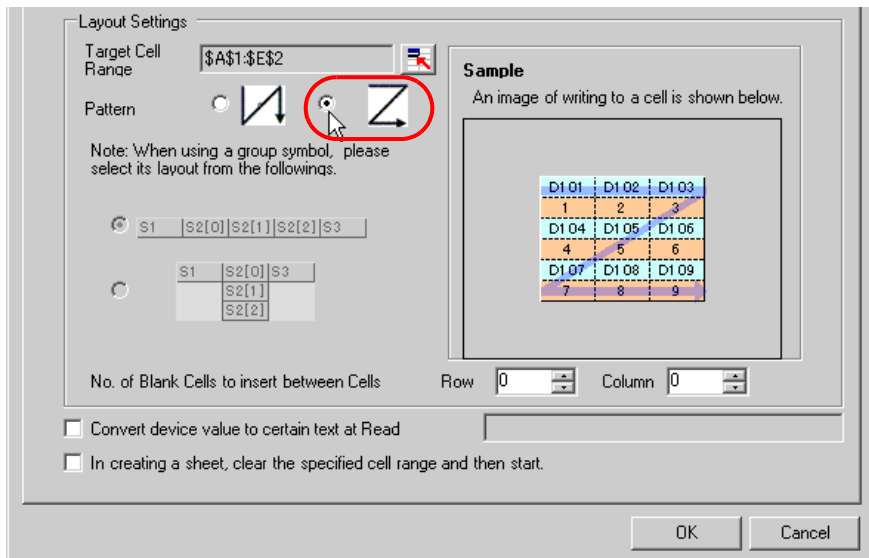 Layout Settings
Target Cell
Range
$A$1:$E$2
Pattern
Note: When using a group symbol, please
select its layout from the followings.
S1 S2[0] S2[1] S2[2] S3
S1 S2[0] S3
S2[1]
S2[2]
Sample
An image of writing to a cell is shown below.
D101 D102 D103
1 2 3
D104 D105 D106
4 5 6
D107 D108 D109
7 8 9
No. of Blank Cells to insert between Cells Row 0 Column 0
Convert device value to certain text at Read
In creating a sheet, clear the specified cell range and then start.
OK Cancel